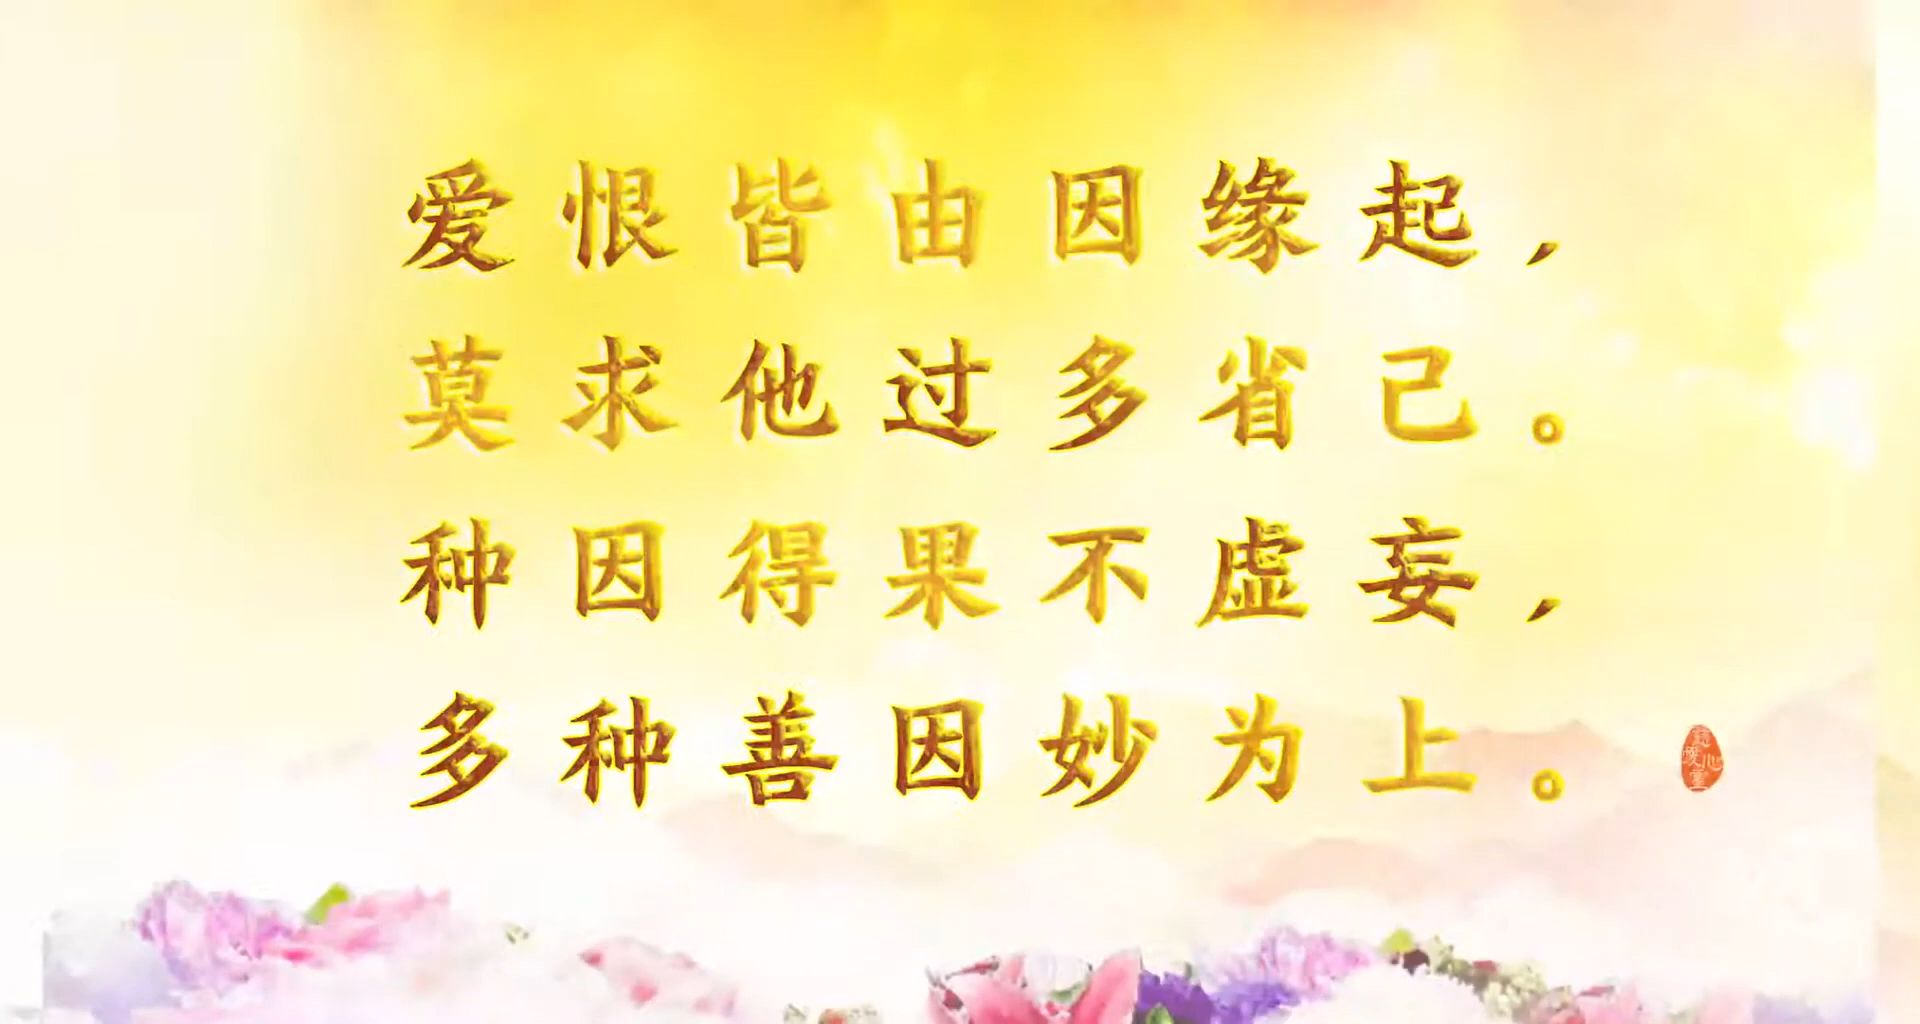 爱恨皆由因缘起，
莫求他过多省己。
种因得果不虚妄，
多种善因妙为上。